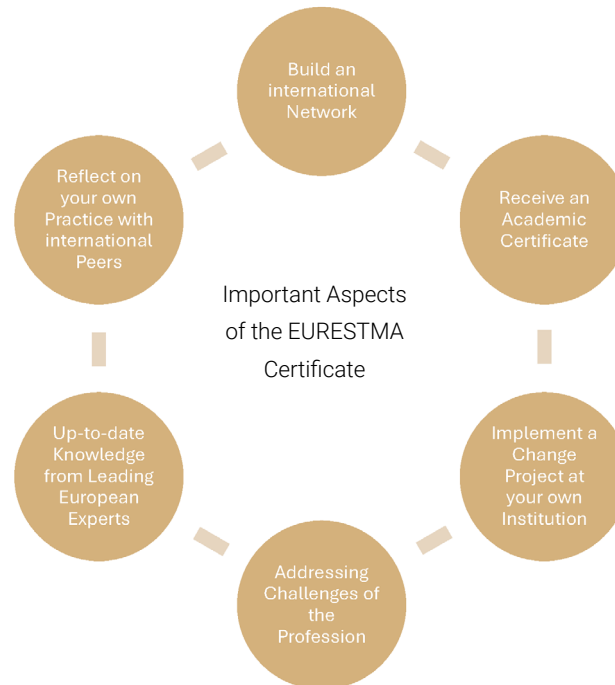 Build an
international
Network
Receive an
Academic
Certificate
Implement a
Change
Project at
your own
Institution
Addressing
Challenges of
the
Profession
Up-to-date
Knowledge
from Leading
European
Experts
Reflect on
your own
Practice with
international
Peers
Important Aspects
of the EURESTMA
Certificate